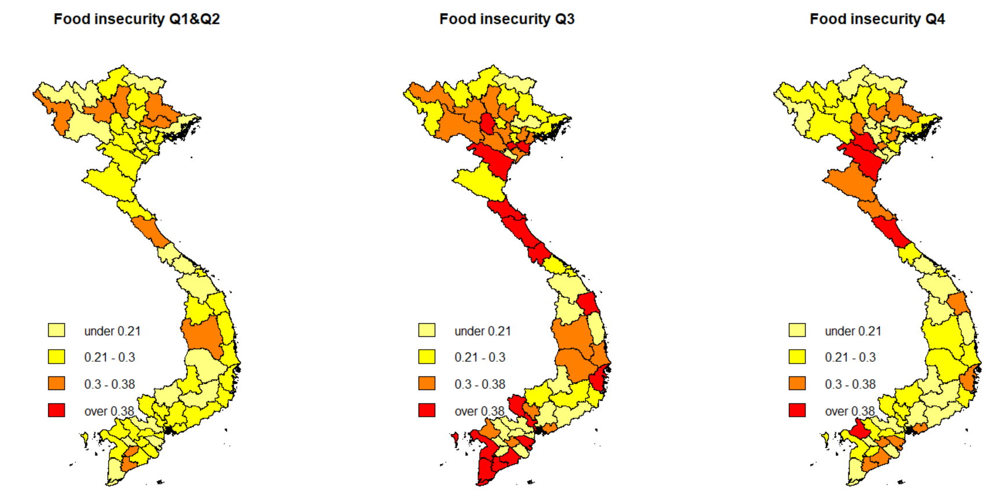 Food insecurity Q1&Q2
under 0.21
0.21 - 0.3
0.3 - 0.38
over 0.38
Food insecurity Q3
under 0.21
0.21 - 0.3
0.3 - 0.38
over 0.38
Food insecurity Q4
under 0.21
0.21 - 0.3
0.3 - 0.38
over 0.38